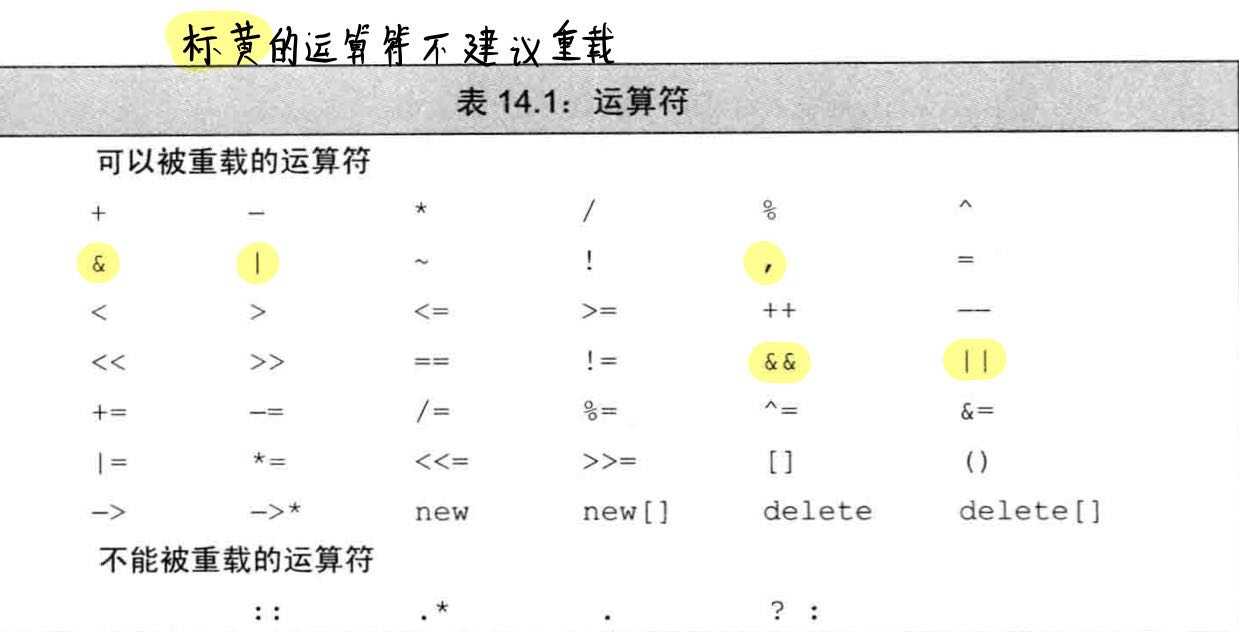 标黄的运算符不建议重载
表 14.1：运算符
可以被重载的运算符
+ — * / % ^
& | ~ ! , =
< > <= >= ++ --
<< >> == != && ||
+= -= /= %= ^= &=
|= *= <<= >>= [] ()
-> ->* new new[] delete delete[]
不能被重载的运算符
:: .* . ? :